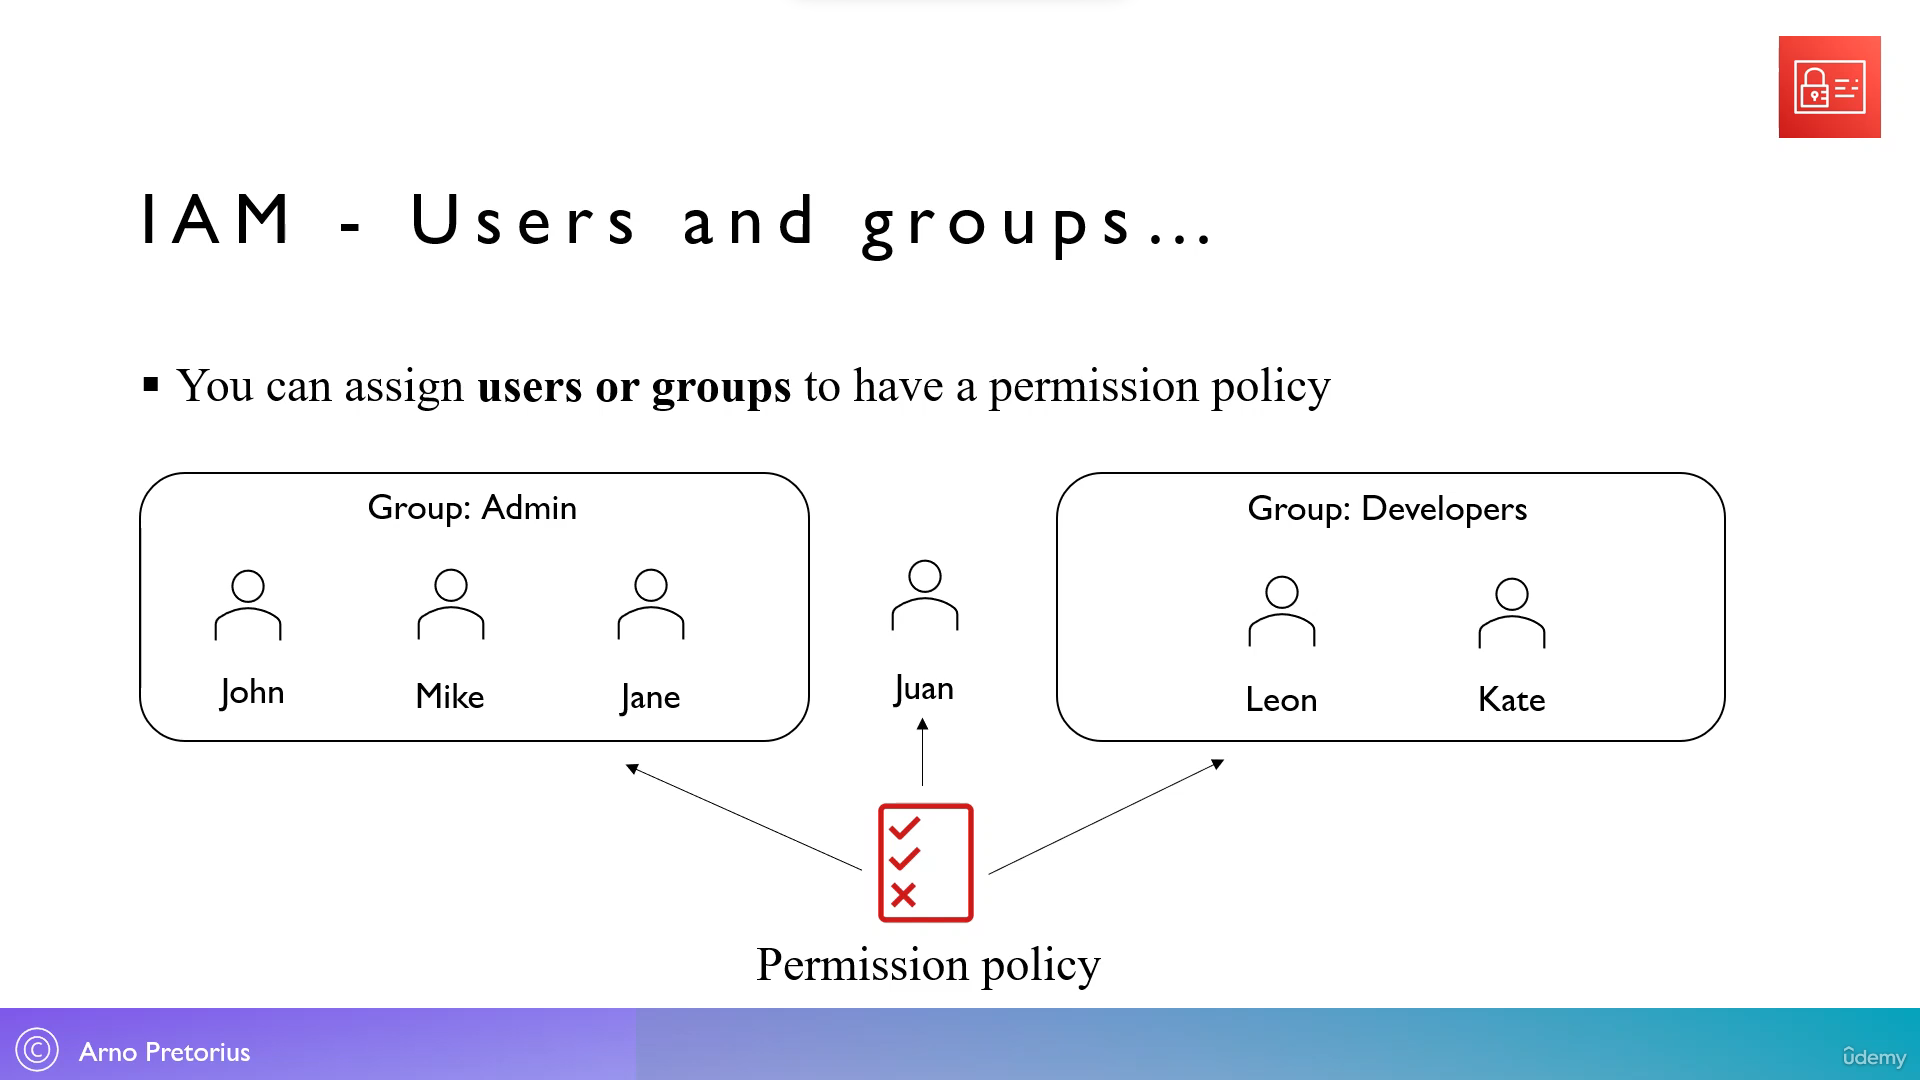 IAM - Users and groups...
▪ You can assign users or groups to have a permission policy
Group: Admin
John
Mike
Jane
Juan
Group: Developers
Leon
Kate
Permission policy
© Arno Pretorius
ûdemy